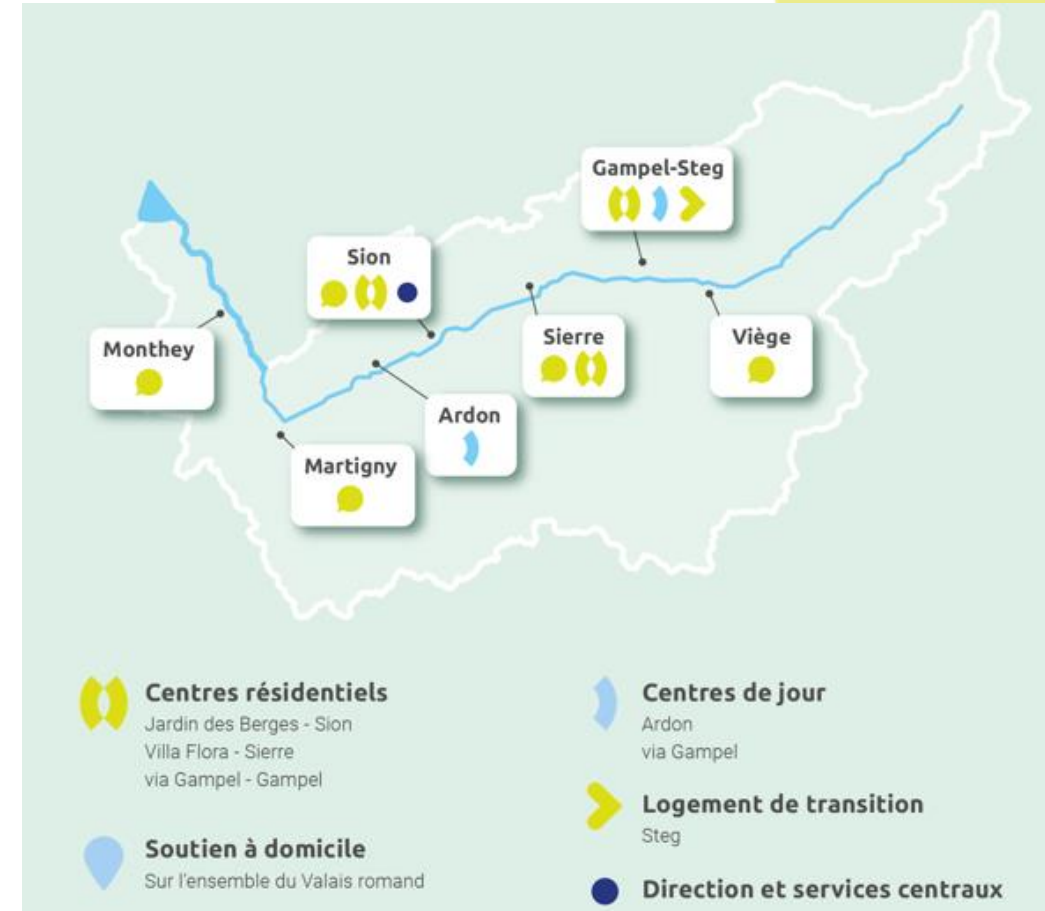 Gampel-Steg
Sion
Monthey
Sierre
Viège
Ardon
Martigny
Centres résidentiels
Jardin des Berges - Sion
Villa Flora - Sierre
via Gampel - Gampel
Soutien à domicile
Sur l'ensemble du Valais romand
Centres de jour
Ardon
via Gampel
Logement de transition
Steg
Direction et services centraux